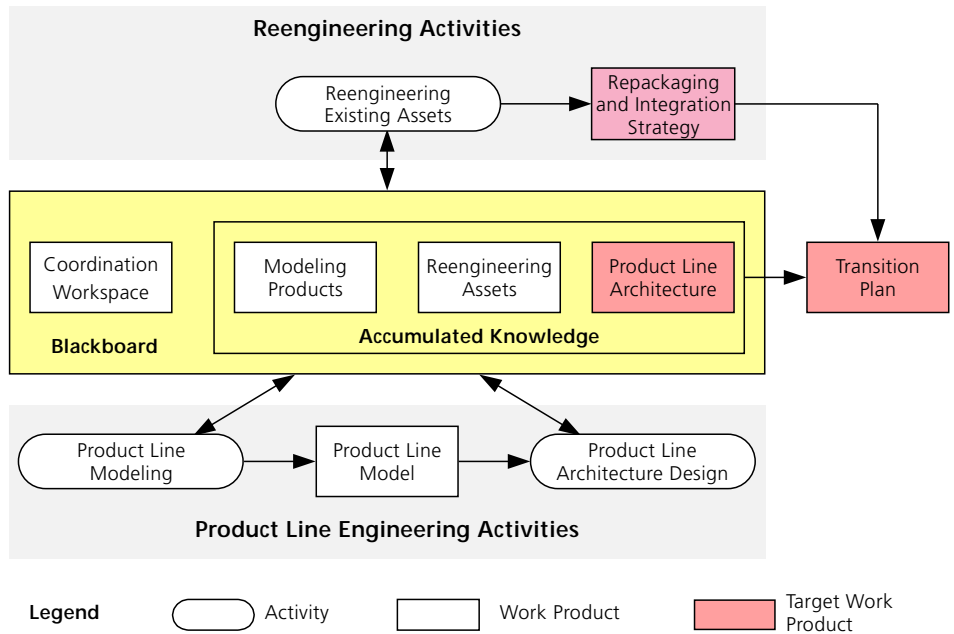 Reengineering Activities
Reengineering
Existing Assets
Repackaging
and Integration
Strategy
Coordination
Workspace
Modeling
Products
Reengineering
Assets
Product Line
Architecture
Transition
Plan
Blackboard
Accumulated Knowledge
Product Line
Modeling
Product Line
Model
Product Line
Architecture Design
Product Line Engineering Activities
Legend
Activity
Work Product
Target Work
Product